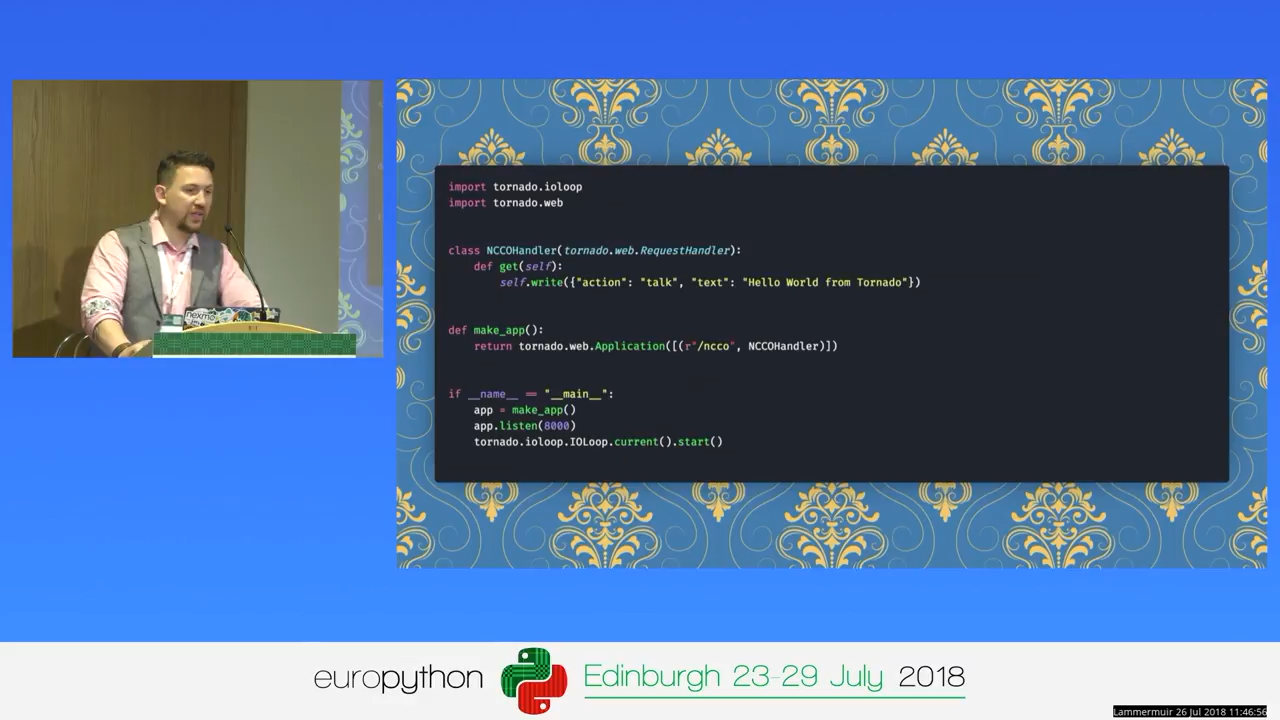 nexmo
import tornado.ioloop
import tornado.web
class NCCOHandler(tornado.web.RequestHandler):
def get(self):
self.write({"action": "talk", "text": "Hello World from Tornado"})
def make_app():
return tornado.web.Application([(r"/ncco", NCCOHandler)])
if __name__ == "__main__":
app = make_app()
app.listen(8000)
tornado.ioloop.IOLoop.current().start()
europython Edinburgh 23-29 July 2018
Lammermuir 26 Jul 2018 11:46:56